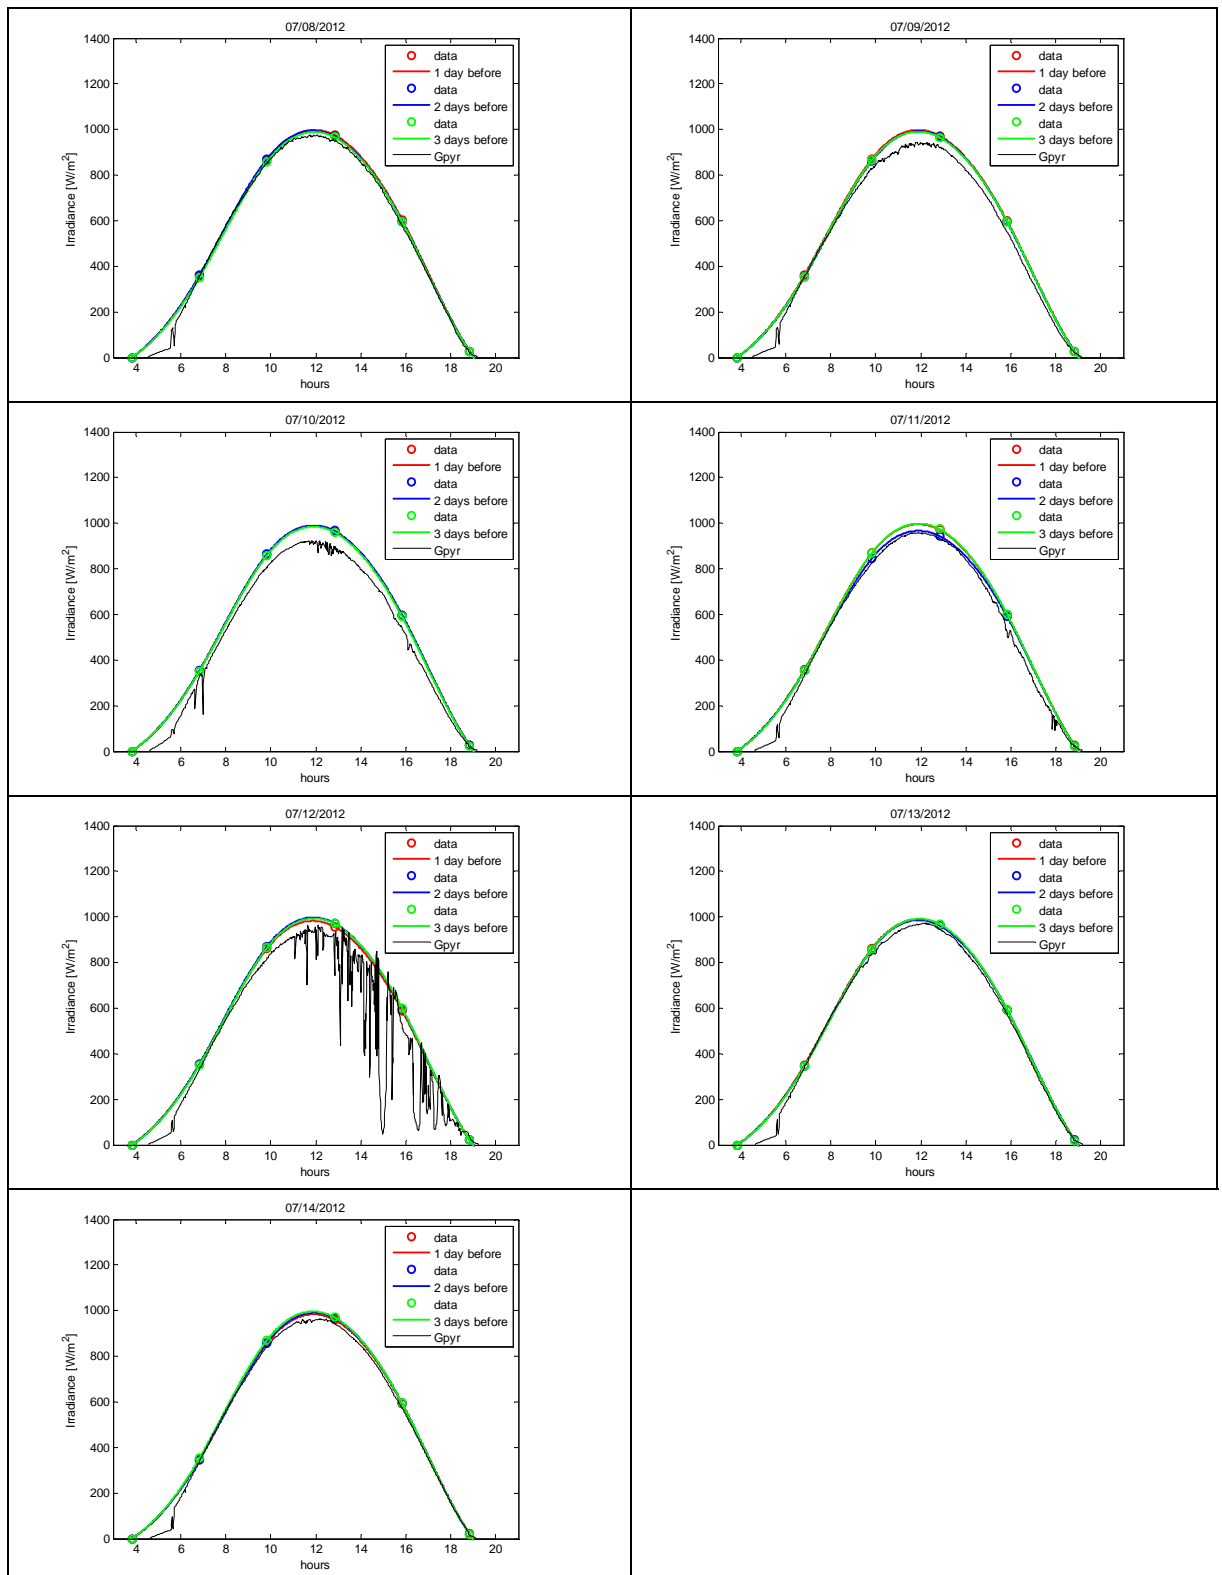 07/08/2012
1400
1200
1000
800
600
400
200
0
Irradiance [W/m²]
4 6 8 10 12 14 16 18 20
hours
data
1 day before
data
2 days before
data
3 days before
Gpyr
07/09/2012
1400
1200
1000
800
600
400
200
0
Irradiance [W/m²]
4 6 8 10 12 14 16 18 20
hours
data
1 day before
data
2 days before
data
3 days before
Gpyr
07/10/2012
1400
1200
1000
800
600
400
200
0
Irradiance [W/m²]
4 6 8 10 12 14 16 18 20
hours
data
1 day before
data
2 days before
data
3 days before
Gpyr
07/11/2012
1400
1200
1000
800
600
400
200
0
Irradiance [W/m²]
4 6 8 10 12 14 16 18 20
hours
data
1 day before
data
2 days before
data
3 days before
Gpyr
07/12/2012
1400
1200
1000
800
600
400
200
0
Irradiance [W/m²]
4 6 8 10 12 14 16 18 20
hours
data
1 day before
data
2 days before
data
3 days before
Gpyr
07/13/2012
1400
1200
1000
800
600
400
200
0
Irradiance [W/m²]
4 6 8 10 12 14 16 18 20
hours
data
1 day before
data
2 days before
data
3 days before
Gpyr
07/14/2012
1400
1200
1000
800
600
400
200
0
Irradiance [W/m²]
4 6 8 10 12 14 16 18 20
hours
data
1 day before
data
2 days before
data
3 days before
Gpyr